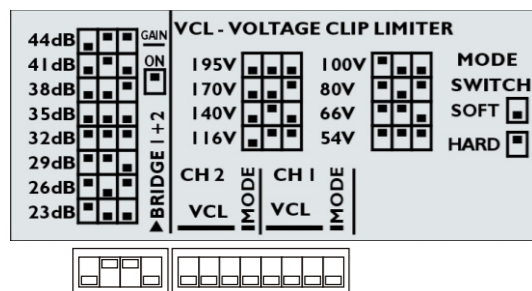 VCL - VOLTAGE CLIP LIMITER
44dB GAIN
41dB ON
38dB
35dB
32dB
29dB
26dB
23dB
BRIDGE 1+2
195V 100V MODE
170V 80V SWITCH
140V 66V SOFT
116V 54V HARD
CH 2 MODE CH 1 MODE
VCL VCL